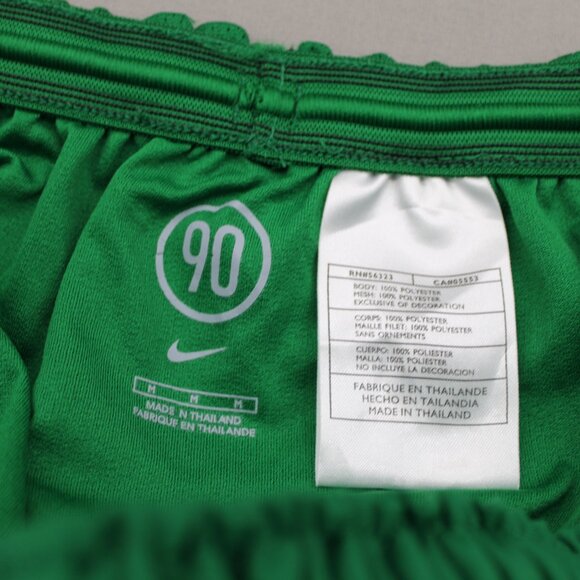 90
M M M
MADE IN THAILAND
FABRIQUE EN THAILANDE
RN#56323 CA#05553
BODY: 100% POLYESTER
MESH: 100% POLYESTER
EXCLUSIVE OF DECORATION
CORPS: 100% POLYESTER
MAILLE FILET: 100% POLYESTER
SANS ORNEMENTS
CUERPO: 100% POLIESTER
MALLA: 100% POLIESTER
NO INCLUYE LA DECORACION
FABRIQUE EN THAILANDE
HECHO EN TAILANDIA
MADE IN THAILAND